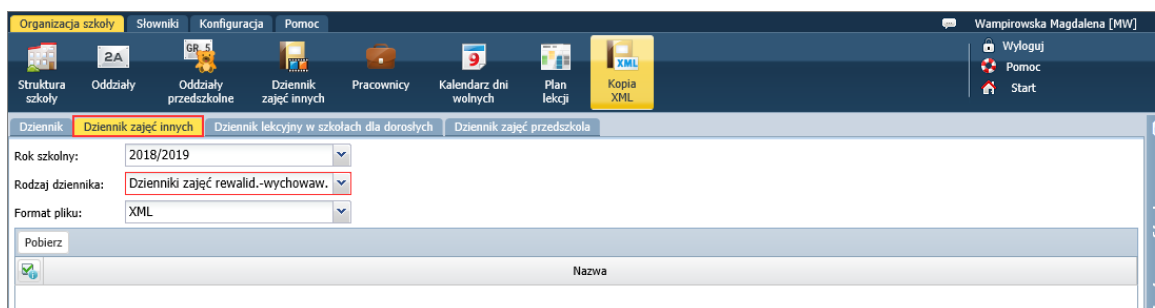 Organizacja szkoły Słowniki Konfiguracja Pomoc Wampirowska Magdalena [MW]
Wyloguj
Pomoc
Start
2A GR 5 9 XML
Struktura szkoły Oddziały Oddziały przedszkolne Dziennik zajęć innych Pracownicy Kalendarz dni wolnych Plan lekcji Kopia XML
Dziennik Dziennik zajęć innych Dziennik lekcyjny w szkołach dla dorosłych Dziennik zajęć przedszkola
Rok szkolny: 2018/2019
Rodzaj dziennika: Dzienniki zajęć rewalid.-wychowaw.
Format pliku: XML
Pobierz
Nazwa